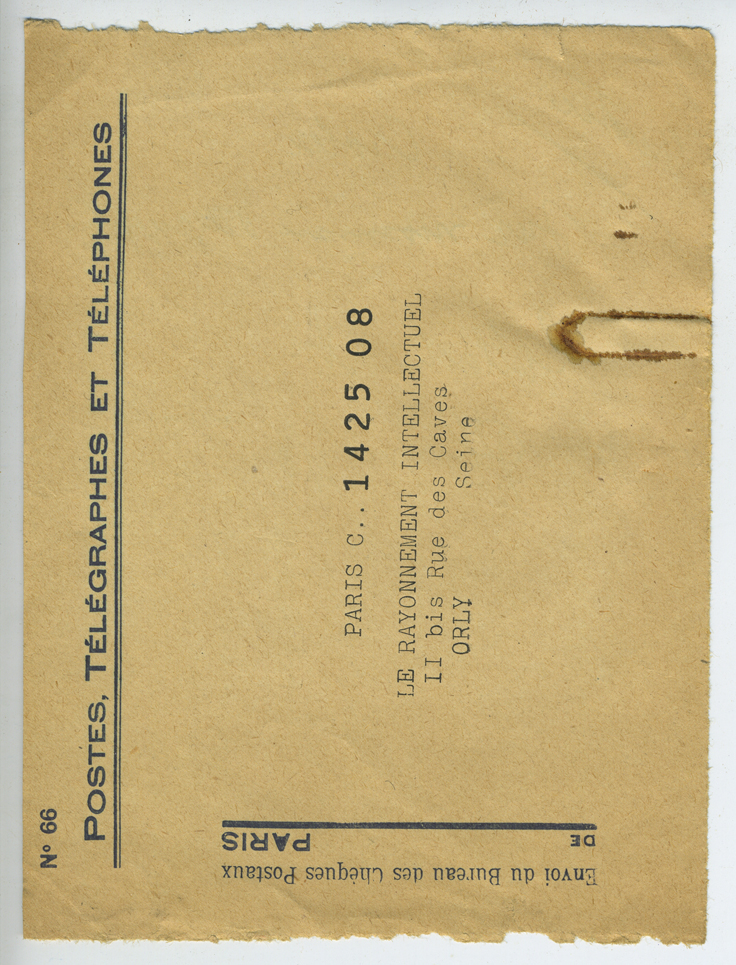 N° 66
POSTES, TÉLÉGRAPHES ET TÉLÉPHONES
PARIS C.. 1425 08
LE RAYONNEMENT INTELLECTUEL
II bis Rue des Caves
ORLY Seine
Envoi du Bureau des Chèques Postaux
DE PARIS